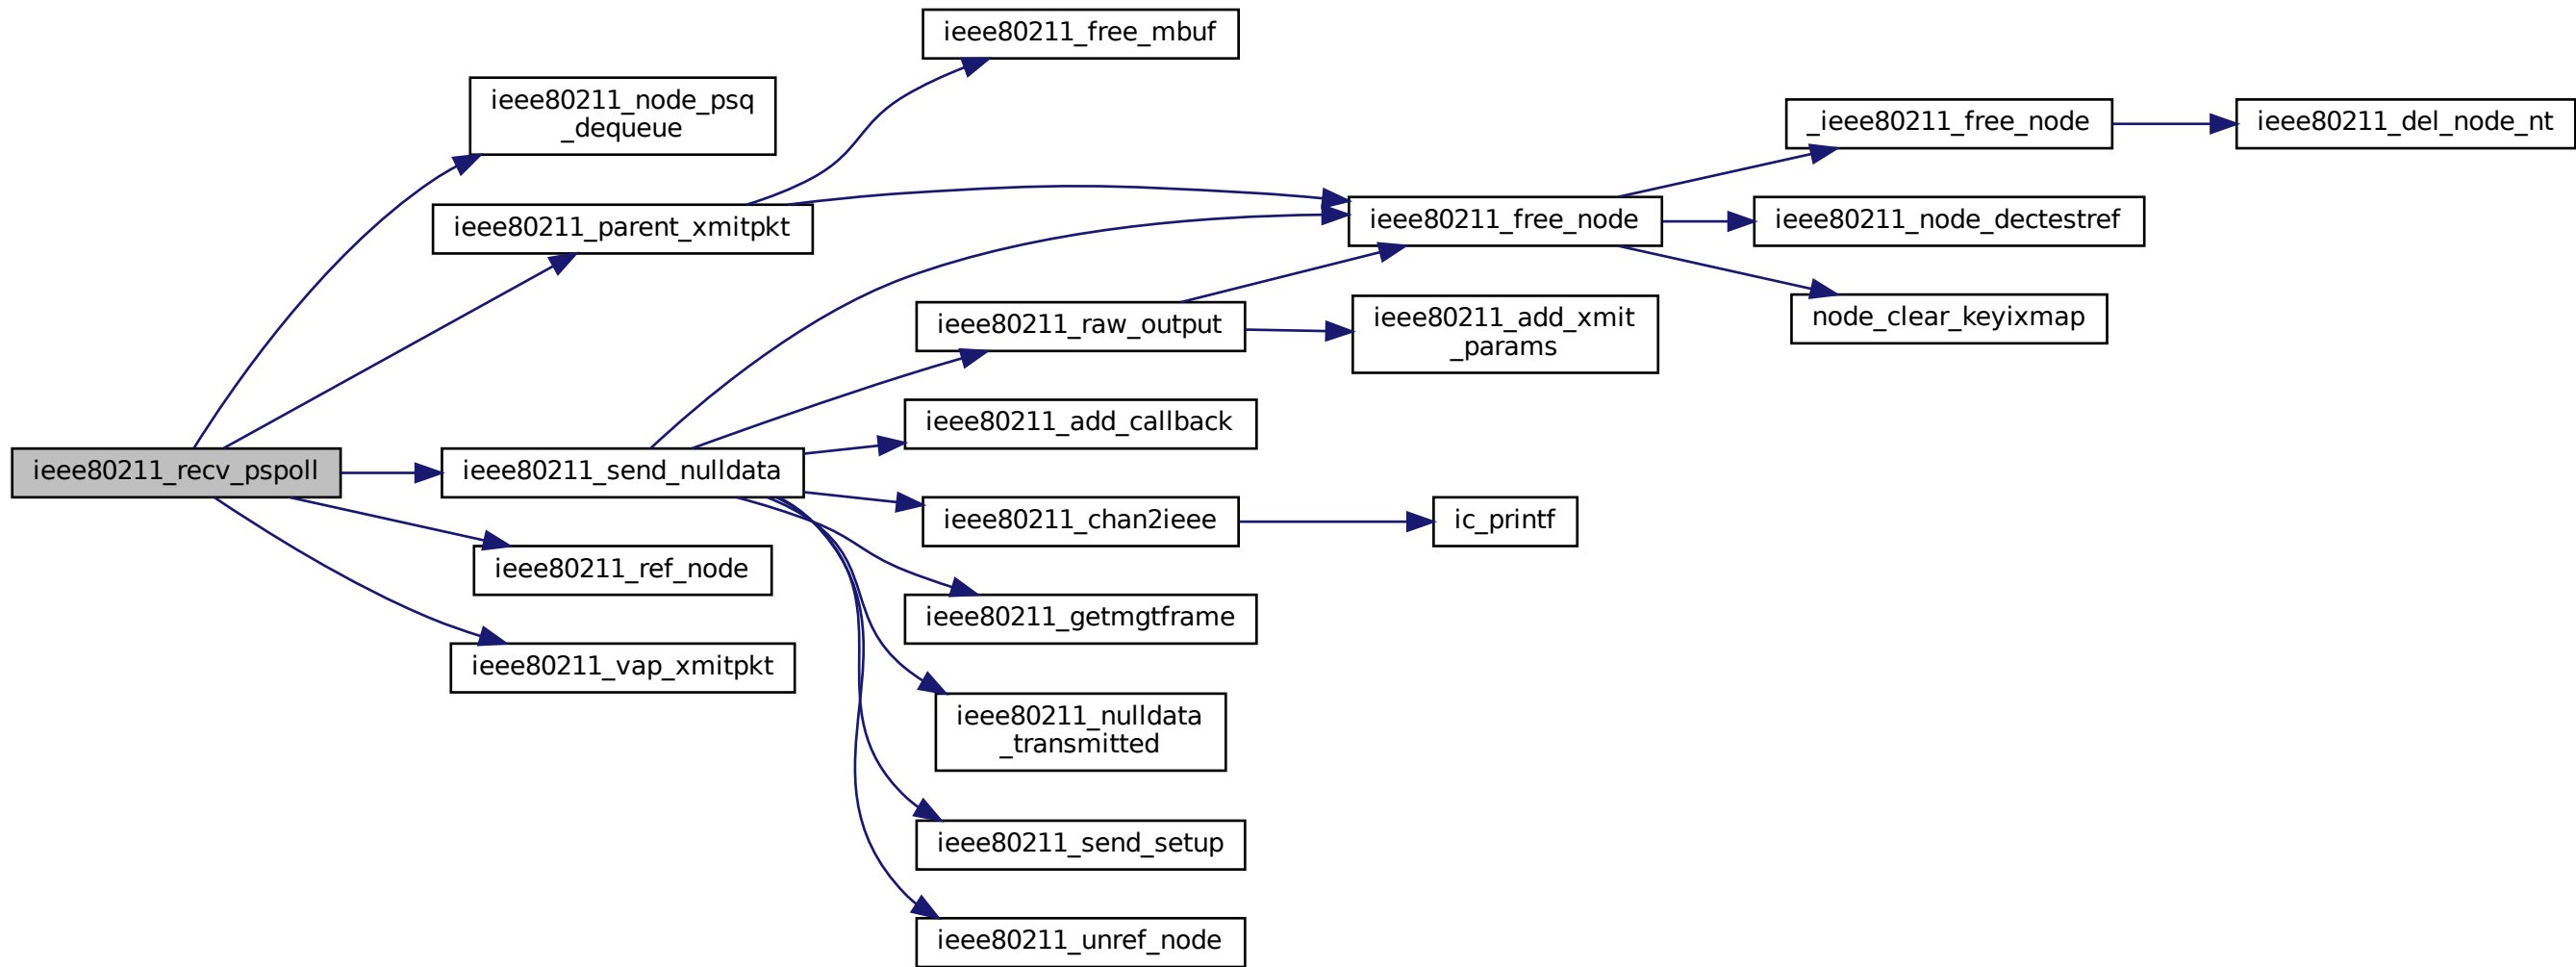 ieee80211_recv_pspoll
ieee80211_node_psq
_dequeue
ieee80211_parent_xmitpkt
ieee80211_send_nulldata
ieee80211_ref_node
ieee80211_vap_xmitpkt
ieee80211_free_mbuf
ieee80211_raw_output
ieee80211_add_callback
ieee80211_chan2ieee
ieee80211_getmgtframe
ieee80211_nulldata
_transmitted
ieee80211_send_setup
ieee80211_unref_node
ieee80211_free_node
ieee80211_add_xmit
_params
ic_printf
_ieee80211_free_node
ieee80211_node_dectestref
node_clear_keyixmap
ieee80211_del_node_nt